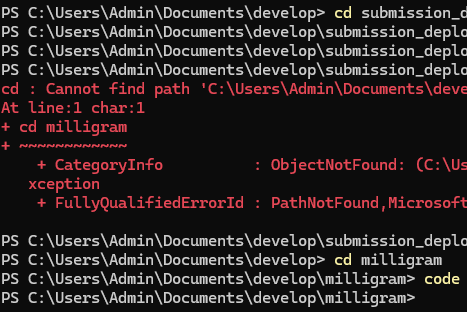 PS C:\Users\Admin\Documents\develop> cd submission_d
PS C:\Users\Admin\Documents\develop\submission_deplo
PS C:\Users\Admin\Documents\develop\submission_deplo
PS C:\Users\Admin\Documents\develop\submission_deplo
cd : Cannot find path 'C:\Users\Admin\Documents\deve
At line:1 char:1
+ cd milligram
+ ~~~~~~~~~~~~
    + CategoryInfo          : ObjectNotFound: (C:\Us
   xception
    + FullyQualifiedErrorId : PathNotFound,Microsoft
PS C:\Users\Admin\Documents\develop\submission_deplo
PS C:\Users\Admin\Documents\develop> cd milligram
PS C:\Users\Admin\Documents\develop\milligram> code
PS C:\Users\Admin\Documents\develop\milligram>